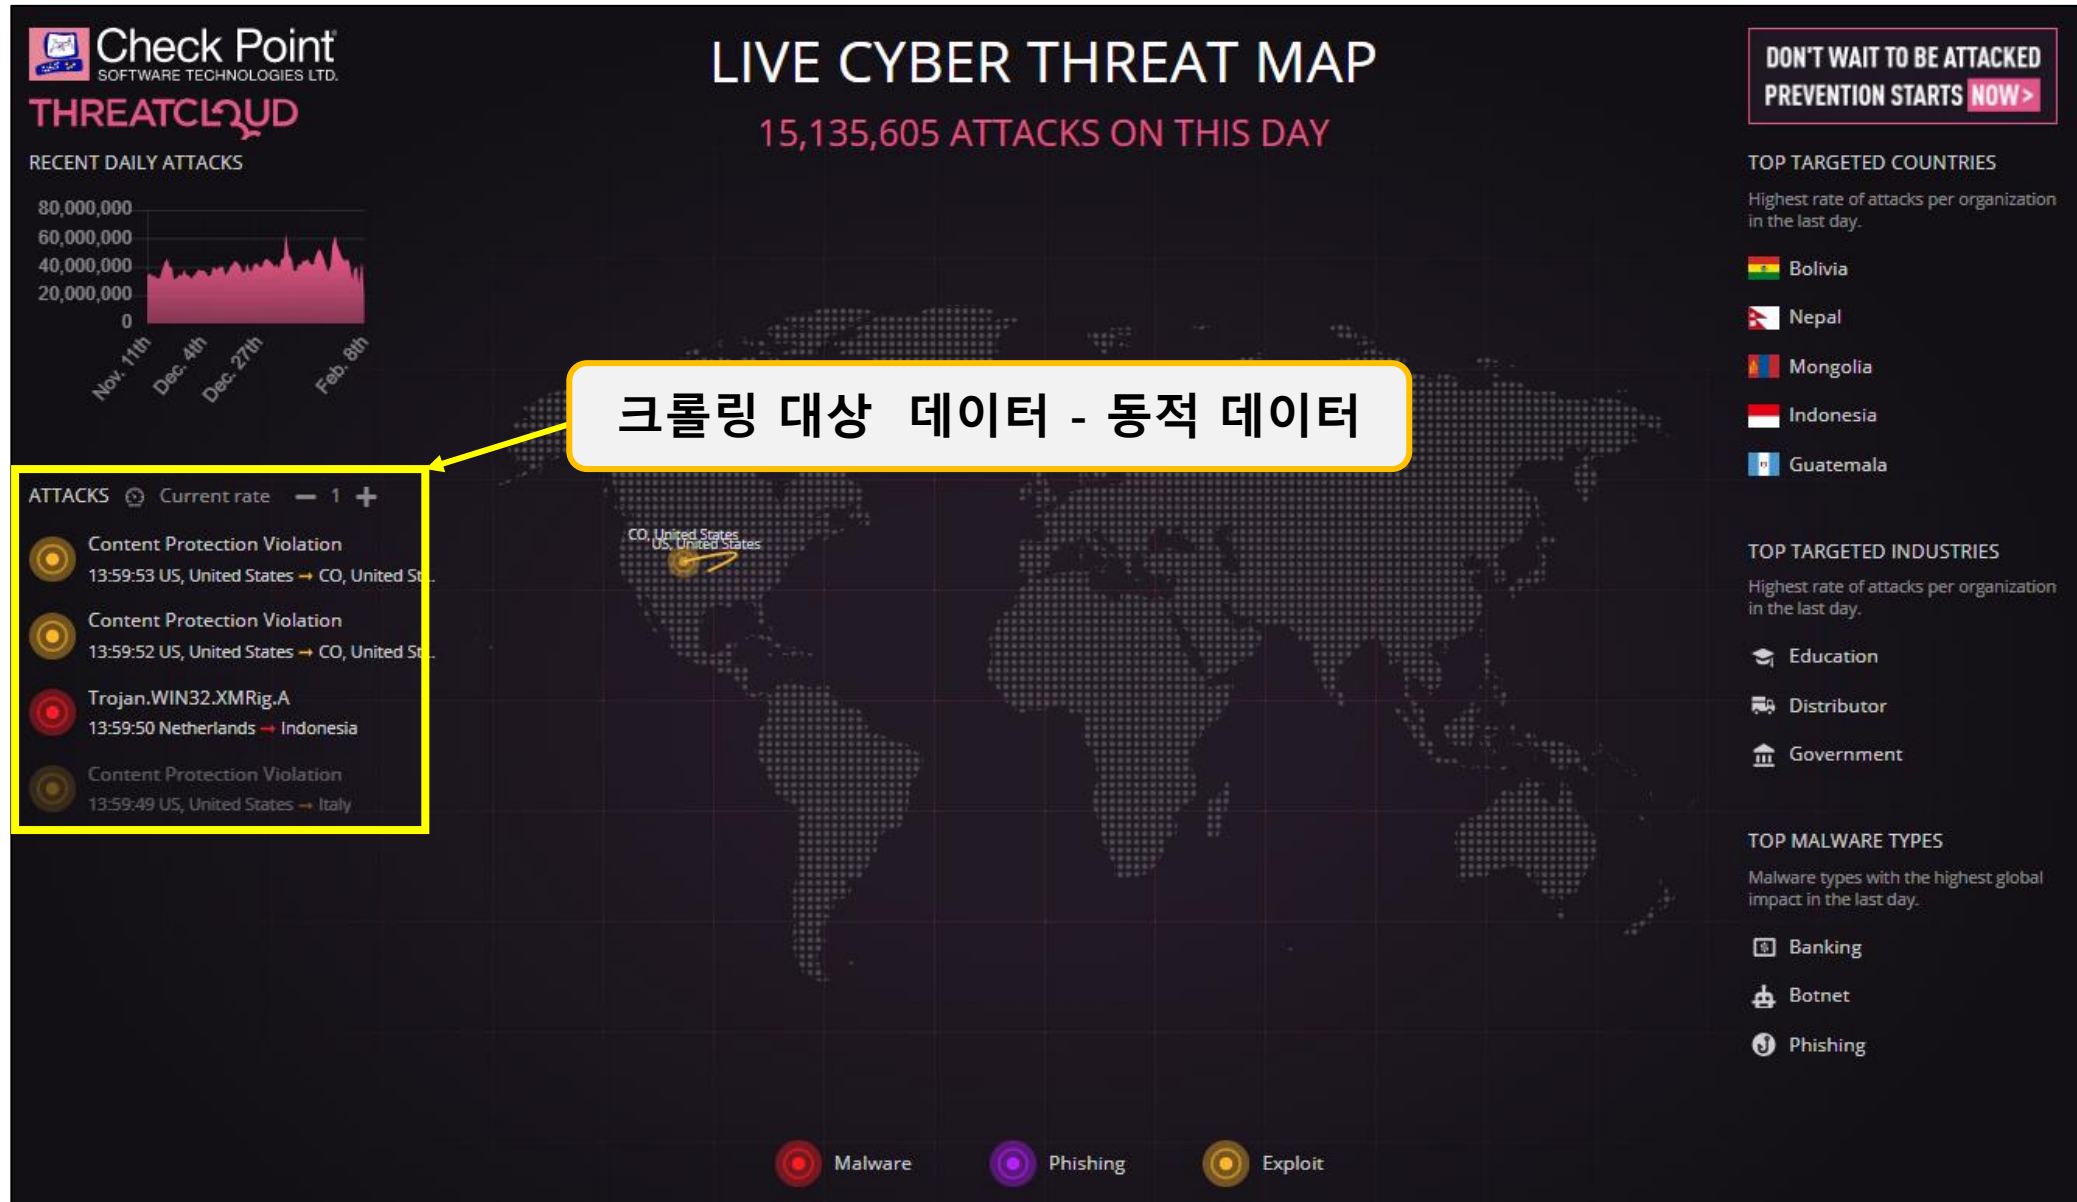 Check Point
SOFTWARE TECHNOLOGIES LTD.
THREATCLOUD
LIVE CYBER THREAT MAP
15,135,605 ATTACKS ON THIS DAY
DON'T WAIT TO BE ATTACKED
PREVENTION STARTS NOW >
RECENT DAILY ATTACKS
80,000,000
60,000,000
40,000,000
20,000,000
0
Nov. 11th
Dec. 4th
Dec. 27th
Feb. 8th
크롤링 대상 데이터 - 동적 데이터
ATTACKS Current rate — 1 +
Content Protection Violation
13:59:53 US, United States → CO, United St...
Content Protection Violation
13:59:52 US, United States → CO, United St...
Trojan.WIN32.XMRig.A
13:59:50 Netherlands → Indonesia
Content Protection Violation
13:59:49 US, United States → Italy
CO, United States
US, United States
TOP TARGETED COUNTRIES
Highest rate of attacks per organization
in the last day.
Bolivia
Nepal
Mongolia
Indonesia
Guatemala
TOP TARGETED INDUSTRIES
Highest rate of attacks per organization
in the last day.
Education
Distributor
Government
TOP MALWARE TYPES
Malware types with the highest global
impact in the last day.
Banking
Botnet
Phishing
Malware
Phishing
Exploit